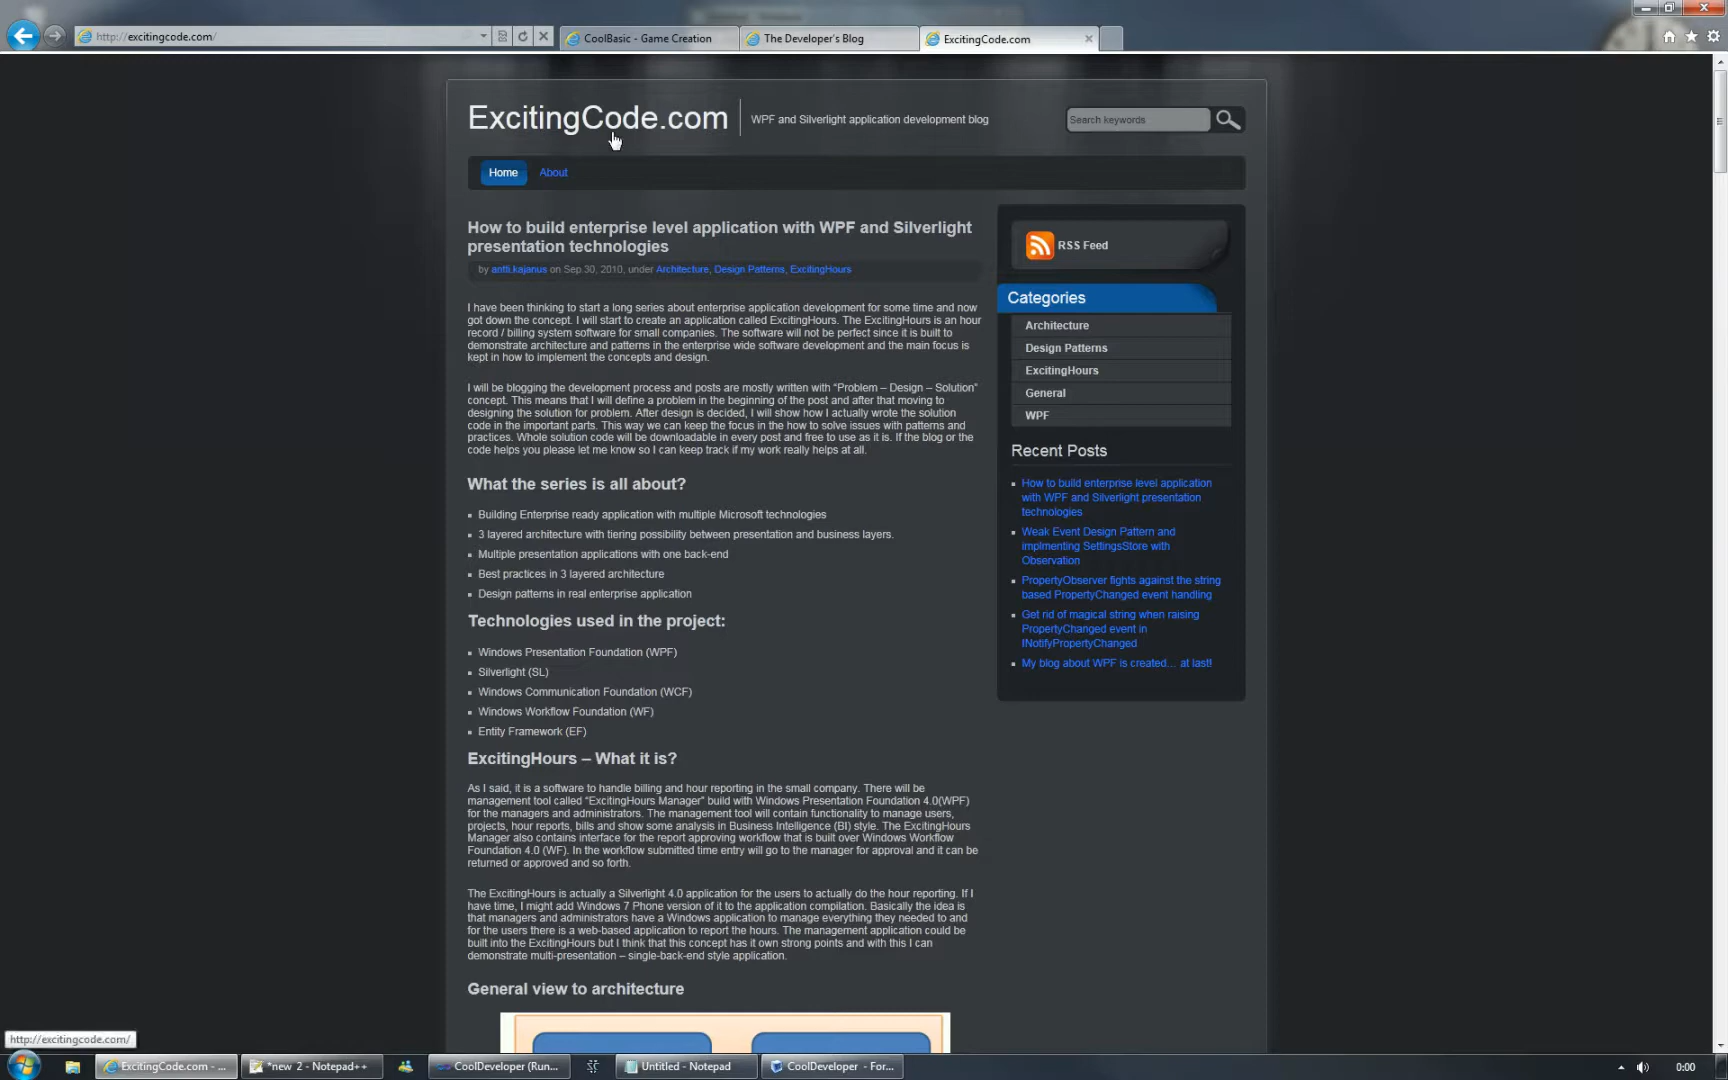 http://excitingcode.com/
CoolBasic - Game Creation
The Developer's Blog
ExcitingCode.com
ExcitingCode.com
WPF and Silverlight application development blog
Search keywords
Home
About
How to build enterprise level application with WPF and Silverlight
presentation technologies
by antti.kajanus on Sep.30, 2010, under Architecture, Design Patterns, ExcitingHours
I have been thinking to start a long series about enterprise application development for some time and now
got down the concept. I will start to create an application called ExcitingHours. The ExcitingHours is an hour
record / billing system software for small companies. The software will not be perfect since it is built to
demonstrate architecture and patterns in the enterprise wide software development and the main focus is
kept in how to implement the concepts and design.
I will be blogging the development process and posts are mostly written with “Problem – Design – Solution”
concept. This means that I will define a problem in the beginning of the post and after that moving to
designing the solution for problem. After design is decided, I will show how I actually wrote the solution
code in the important parts. This way we can keep the focus in the how to solve issues with patterns and
practices. Whole solution code will be downloadable in every post and free to use as it is. If the blog or the
code helps you please let me know so I can keep track if my work really helps at all.
What the series is all about?
Building Enterprise ready application with multiple Microsoft technologies
3 layered architecture with tiering possibility between presentation and business layers.
Multiple presentation applications with one back-end
Best practices in 3 layered architecture
Design patterns in real enterprise application
Technologies used in the project:
Windows Presentation Foundation (WPF)
Silverlight (SL)
Windows Communication Foundation (WCF)
Windows Workflow Foundation (WF)
Entity Framework (EF)
ExcitingHours – What it is?
As I said, it is a software to handle billing and hour reporting in the small company. There will be
management tool called “ExcitingHours Manager” build with Windows Presentation Foundation 4.0(WPF)
for the managers and administrators. The management tool will contain functionality to manage users,
projects, hour reports, bills and show some analysis in Business Intelligence (BI) style. The ExcitingHours
Manager also contains interface for the report approving workflow that is built over Windows Workflow
Foundation 4.0 (WF). In the workflow submitted time entry will go to the manager for approval and it can be
returned or approved and so forth.
The ExcitingHours is actually a Silverlight 4.0 application for the users to actually do the hour reporting. If I
have time, I might add Windows 7 Phone version of it to the application compilation. Basically the idea is
that managers and administrators have a Windows application to manage everything they needed to and
for the users there is a web-based application to report the hours. The management application could be
built into the ExcitingHours but I think that this concept has it own strong points and with this I can
demonstrate multi-presentation – single-back-end style application.
General view to architecture
RSS Feed
Categories
Architecture
Design Patterns
ExcitingHours
General
WPF
Recent Posts
How to build enterprise level application
with WPF and Silverlight presentation
technologies
Weak Event Design Pattern and
implmenting SettingsStore with
Observation
PropertyObserver fights against the string
based PropertyChanged event handling
Get rid of magical string when raising
PropertyChanged event in
INotifyPropertyChanged
My blog about WPF is created… at last!
http://excitingcode.com/
ExcitingCode.com - ...
*new 2 - Notepad++
CoolDeveloper (Run...
Untitled - Notepad
CoolDeveloper - For...
0:00